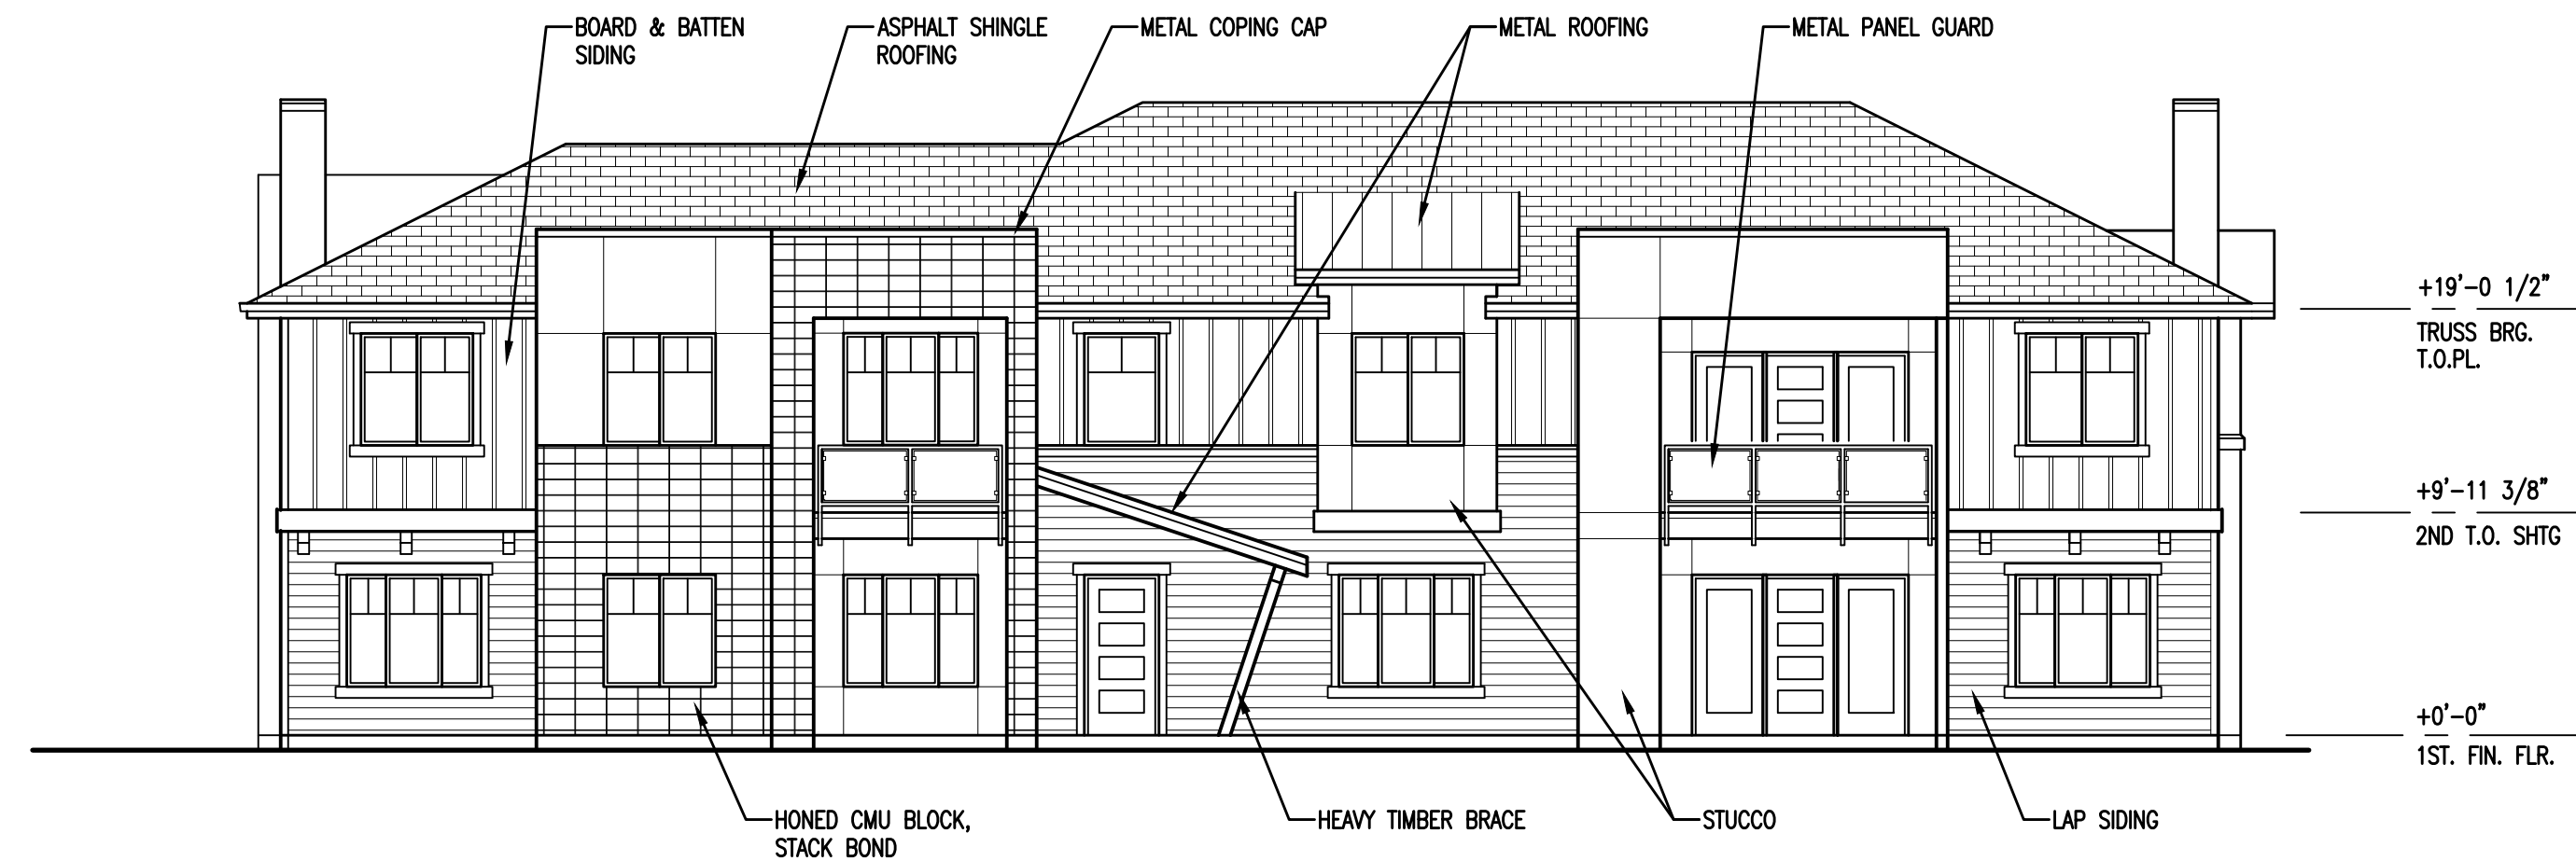 BOARD & BATTEN
SIDING
ASPHALT SHINGLE
ROOFING
METAL COPING CAP
METAL ROOFING
METAL PANEL GUARD
+19'-0 1/2"
TRUSS BRG.
T.O.PL.
+9'-11 3/8"
2ND T.O. SHTG
+0'-0"
1ST. FIN. FLR.
HONED CMU BLOCK,
STACK BOND
HEAVY TIMBER BRACE
STUCCO
LAP SIDING